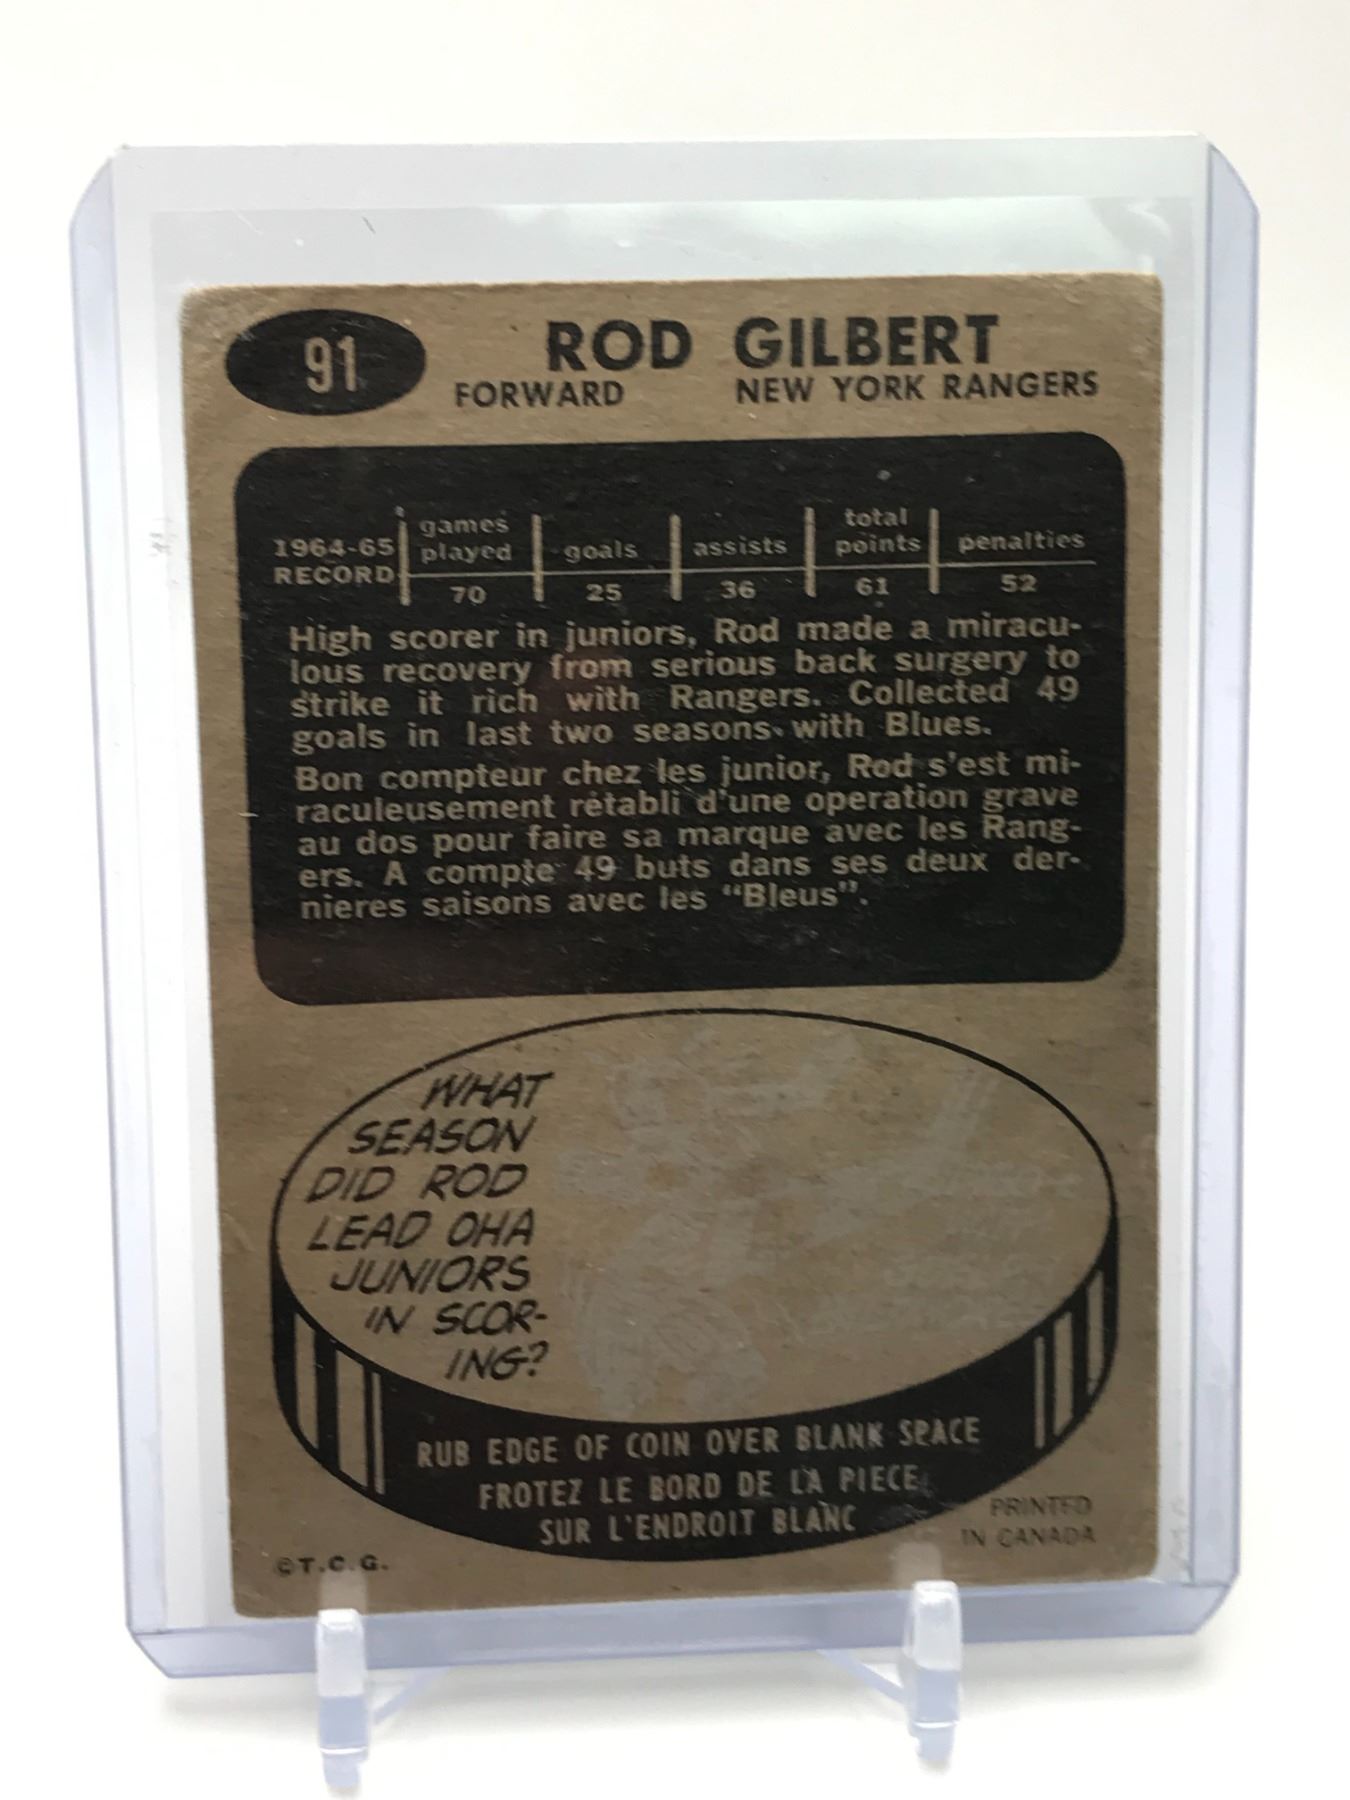 91
ROD GILBERT
FORWARD NEW YORK RANGERS
1964-65 RECORD games played goals assists total points penalties
70 25 36 61 52
High scorer in juniors, Rod made a miracu-
lous recovery from serious back surgery to
strike it rich with Rangers. Collected 49
goals in last two seasons with Blues.
Bon compteur chez les junior, Rod s'est mi-
raculeusement rétabli d'une operation grave
au dos pour faire sa marque avec les Rang-
ers. A compte 49 buts dans ses deux der-
nieres saisons avec les "Bleus".
WHAT
SEASON
DID ROD
LEAD OHA
JUNIORS
IN SCOR-
ING?
RUB EDGE OF COIN OVER BLANK SPACE
FROTEZ LE BORD DE LA PIECE
SUR L'ENDROIT BLANC
PRINTED
IN CANADA
©T.C.G.